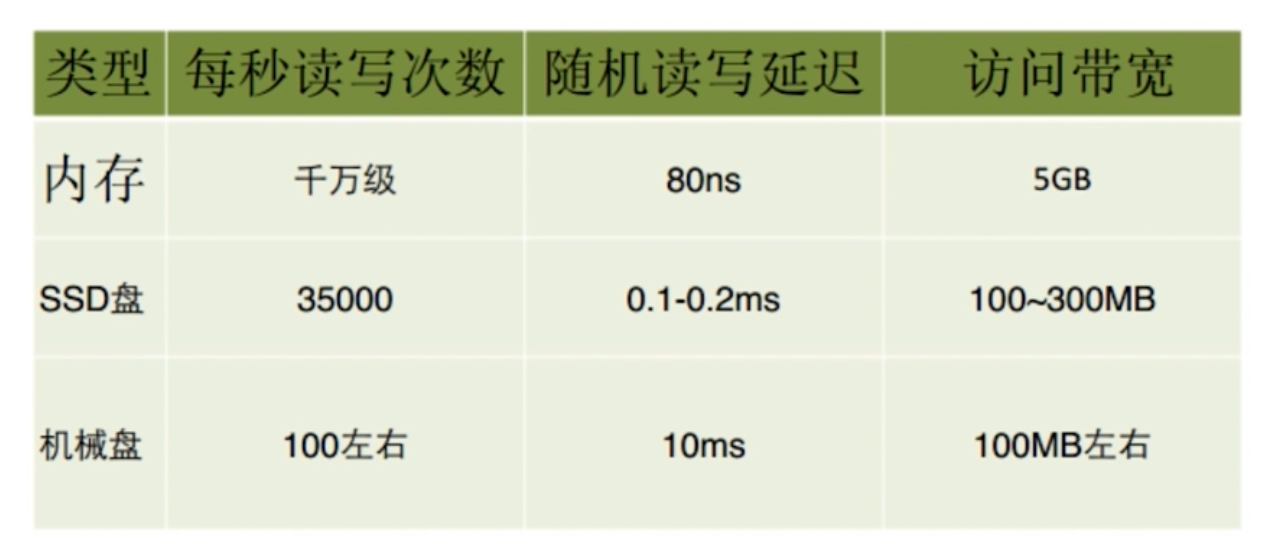 类型 每秒读写次数 随机读写延迟 访问带宽
内存 千万级 80ns 5GB
SSD盘 35000 0.1-0.2ms 100~300MB
机械盘 100左右 10ms 100MB左右